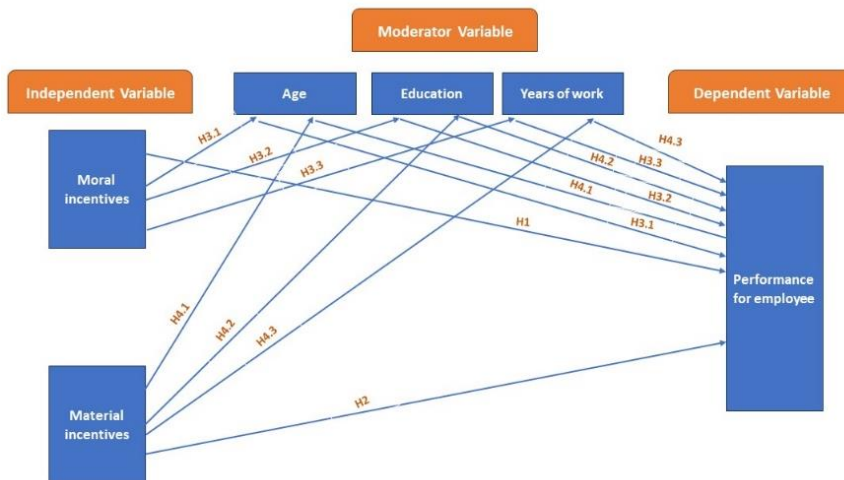 Moderator Variable
Independent Variable
Age
Education
Years of work
Dependent Variable
Moral
incentives
H3.1
H3.2
H3.3
H1
H4.3
H3.3
H4.2
H3.2
H4.1
H3.1
Performance
for employee
H4.1
H4.2
H4.3
H2
Material
incentives